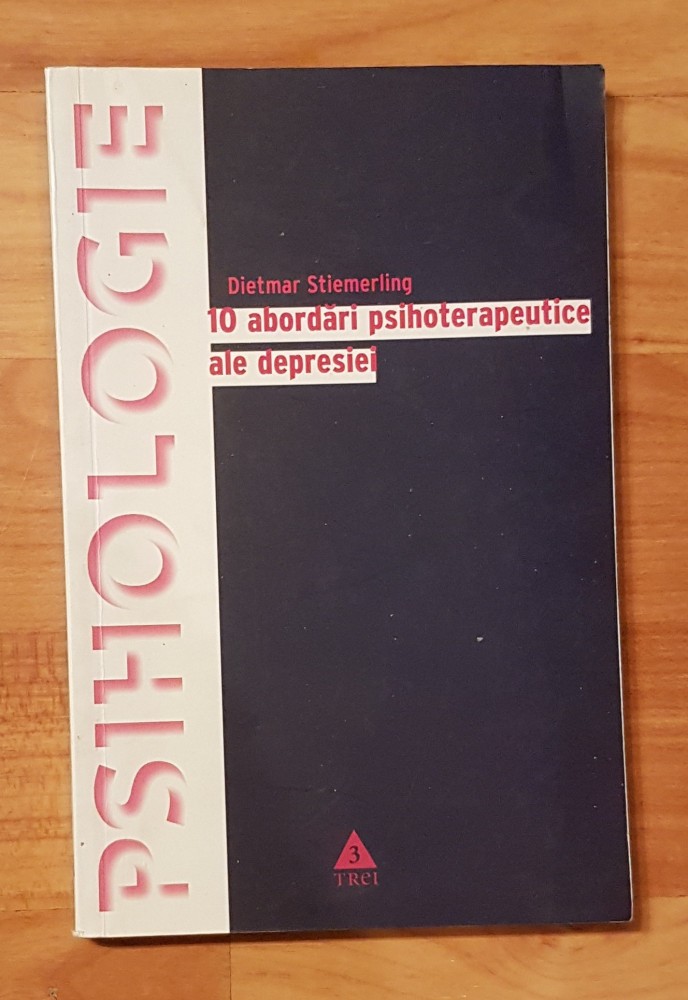 PSIHOLOGIE
Dietmar Stiemerling
10 abordări psihoterapeutice
ale depresiei
3
TRei